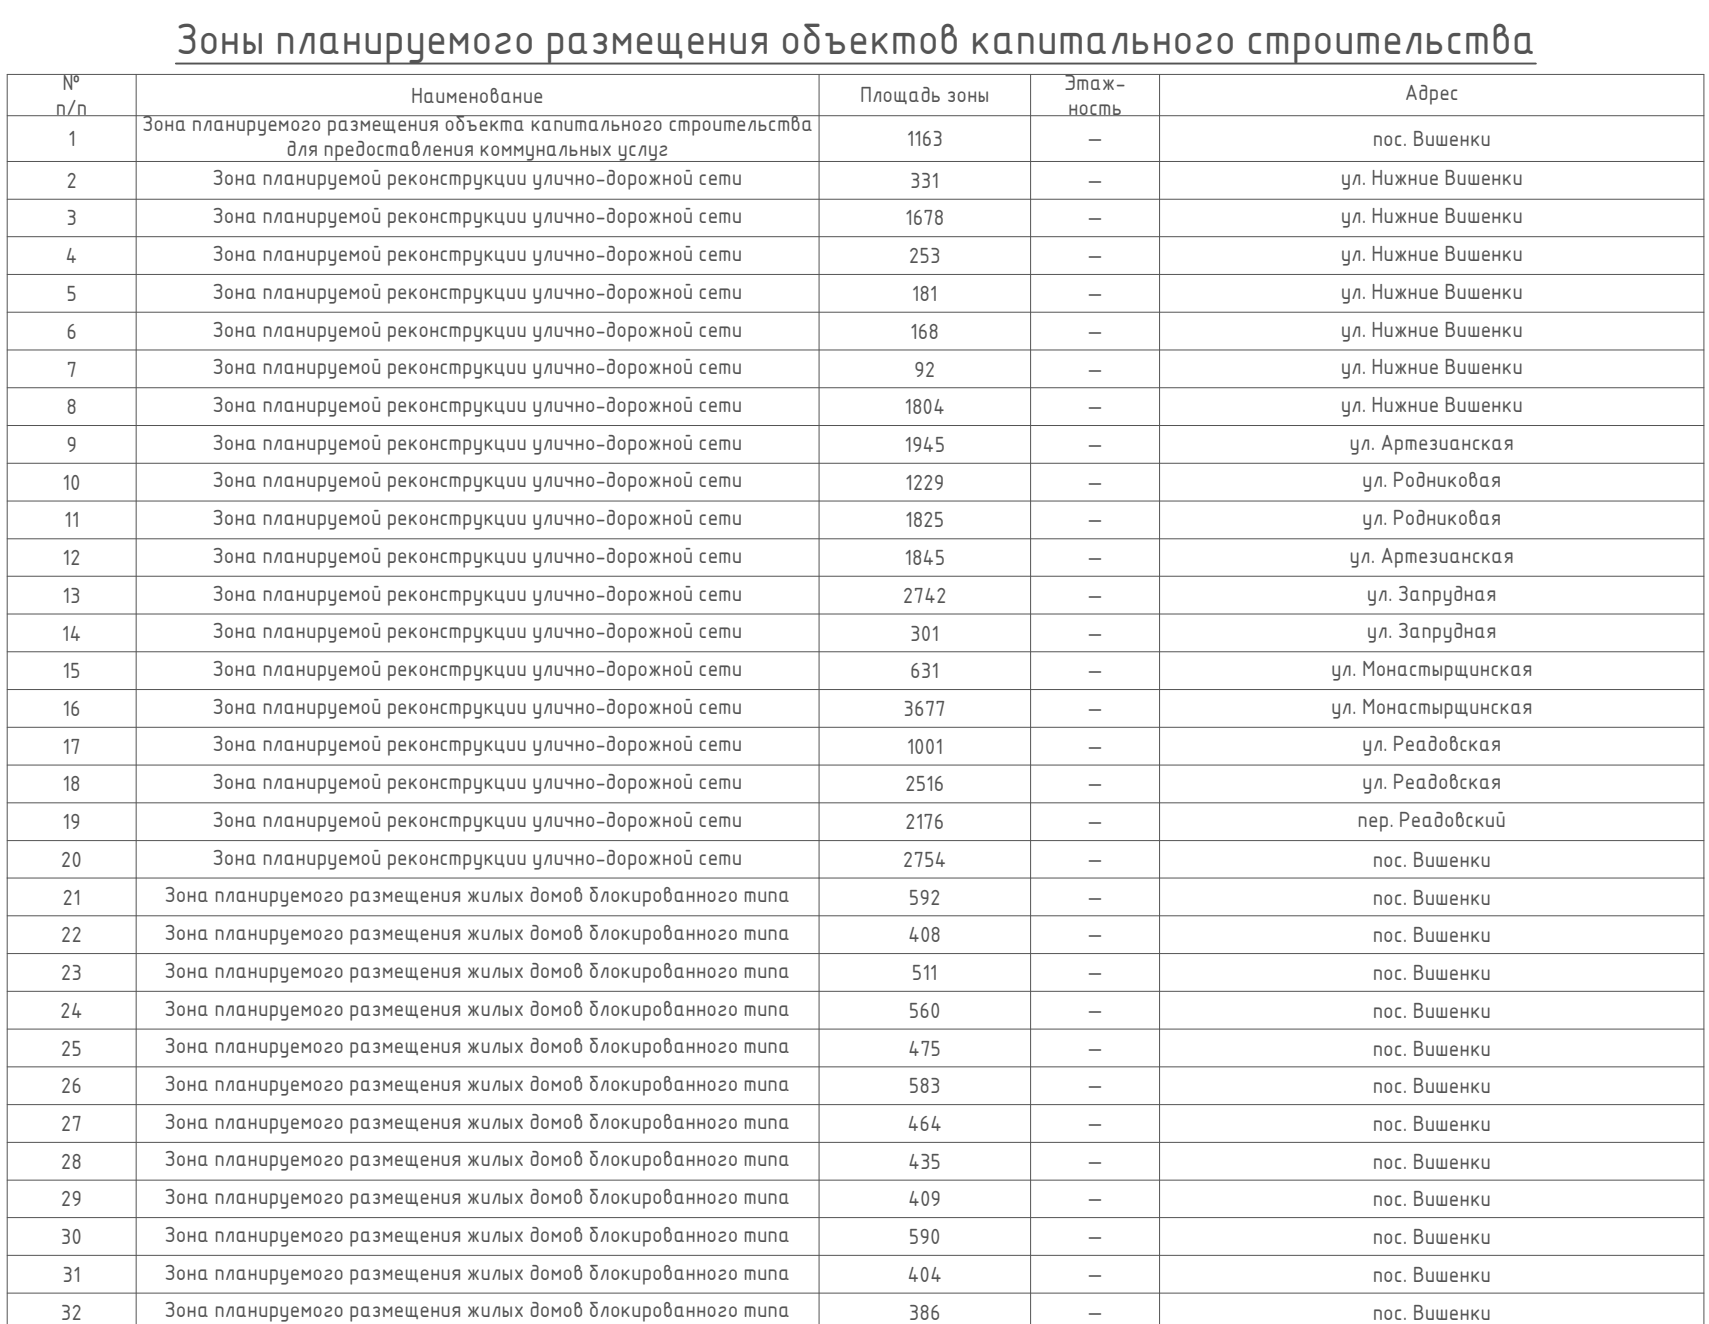 Зоны планируемого размещения объектов капитального строительства
№ п/п Наименование Площадь зоны Этаж-ность Адрес
1 Зона планируемого размещения объекта капитального строительства для предоставления коммунальных услуг 1163 – пос. Вишенки
2 Зона планируемой реконструкции улично-дорожной сети 331 – ул. Нижние Вишенки
3 Зона планируемой реконструкции улично-дорожной сети 1678 – ул. Нижние Вишенки
4 Зона планируемой реконструкции улично-дорожной сети 253 – ул. Нижние Вишенки
5 Зона планируемой реконструкции улично-дорожной сети 181 – ул. Нижние Вишенки
6 Зона планируемой реконструкции улично-дорожной сети 168 – ул. Нижние Вишенки
7 Зона планируемой реконструкции улично-дорожной сети 92 – ул. Нижние Вишенки
8 Зона планируемой реконструкции улично-дорожной сети 1804 – ул. Нижние Вишенки
9 Зона планируемой реконструкции улично-дорожной сети 1945 – ул. Артезианская
10 Зона планируемой реконструкции улично-дорожной сети 1229 – ул. Родниковая
11 Зона планируемой реконструкции улично-дорожной сети 1825 – ул. Родниковая
12 Зона планируемой реконструкции улично-дорожной сети 1845 – ул. Артезианская
13 Зона планируемой реконструкции улично-дорожной сети 2742 – ул. Запрудная
14 Зона планируемой реконструкции улично-дорожной сети 301 – ул. Запрудная
15 Зона планируемой реконструкции улично-дорожной сети 631 – ул. Монастырщинская
16 Зона планируемой реконструкции улично-дорожной сети 3677 – ул. Монастырщинская
17 Зона планируемой реконструкции улично-дорожной сети 1001 – ул. Реадовская
18 Зона планируемой реконструкции улично-дорожной сети 2516 – ул. Реадовская
19 Зона планируемой реконструкции улично-дорожной сети 2176 – пер. Реадовский
20 Зона планируемой реконструкции улично-дорожной сети 2754 – пос. Вишенки
21 Зона планируемого размещения жилых домов блокированного типа 592 – пос. Вишенки
22 Зона планируемого размещения жилых домов блокированного типа 408 – пос. Вишенки
23 Зона планируемого размещения жилых домов блокированного типа 511 – пос. Вишенки
24 Зона планируемого размещения жилых домов блокированного типа 560 – пос. Вишенки
25 Зона планируемого размещения жилых домов блокированного типа 475 – пос. Вишенки
26 Зона планируемого размещения жилых домов блокированного типа 583 – пос. Вишенки
27 Зона планируемого размещения жилых домов блокированного типа 464 – пос. Вишенки
28 Зона планируемого размещения жилых домов блокированного типа 435 – пос. Вишенки
29 Зона планируемого размещения жилых домов блокированного типа 409 – пос. Вишенки
30 Зона планируемого размещения жилых домов блокированного типа 590 – пос. Вишенки
31 Зона планируемого размещения жилых домов блокированного типа 404 – пос. Вишенки
32 Зона планируемого размещения жилых домов блокированного типа 386 – пос. Вишенки